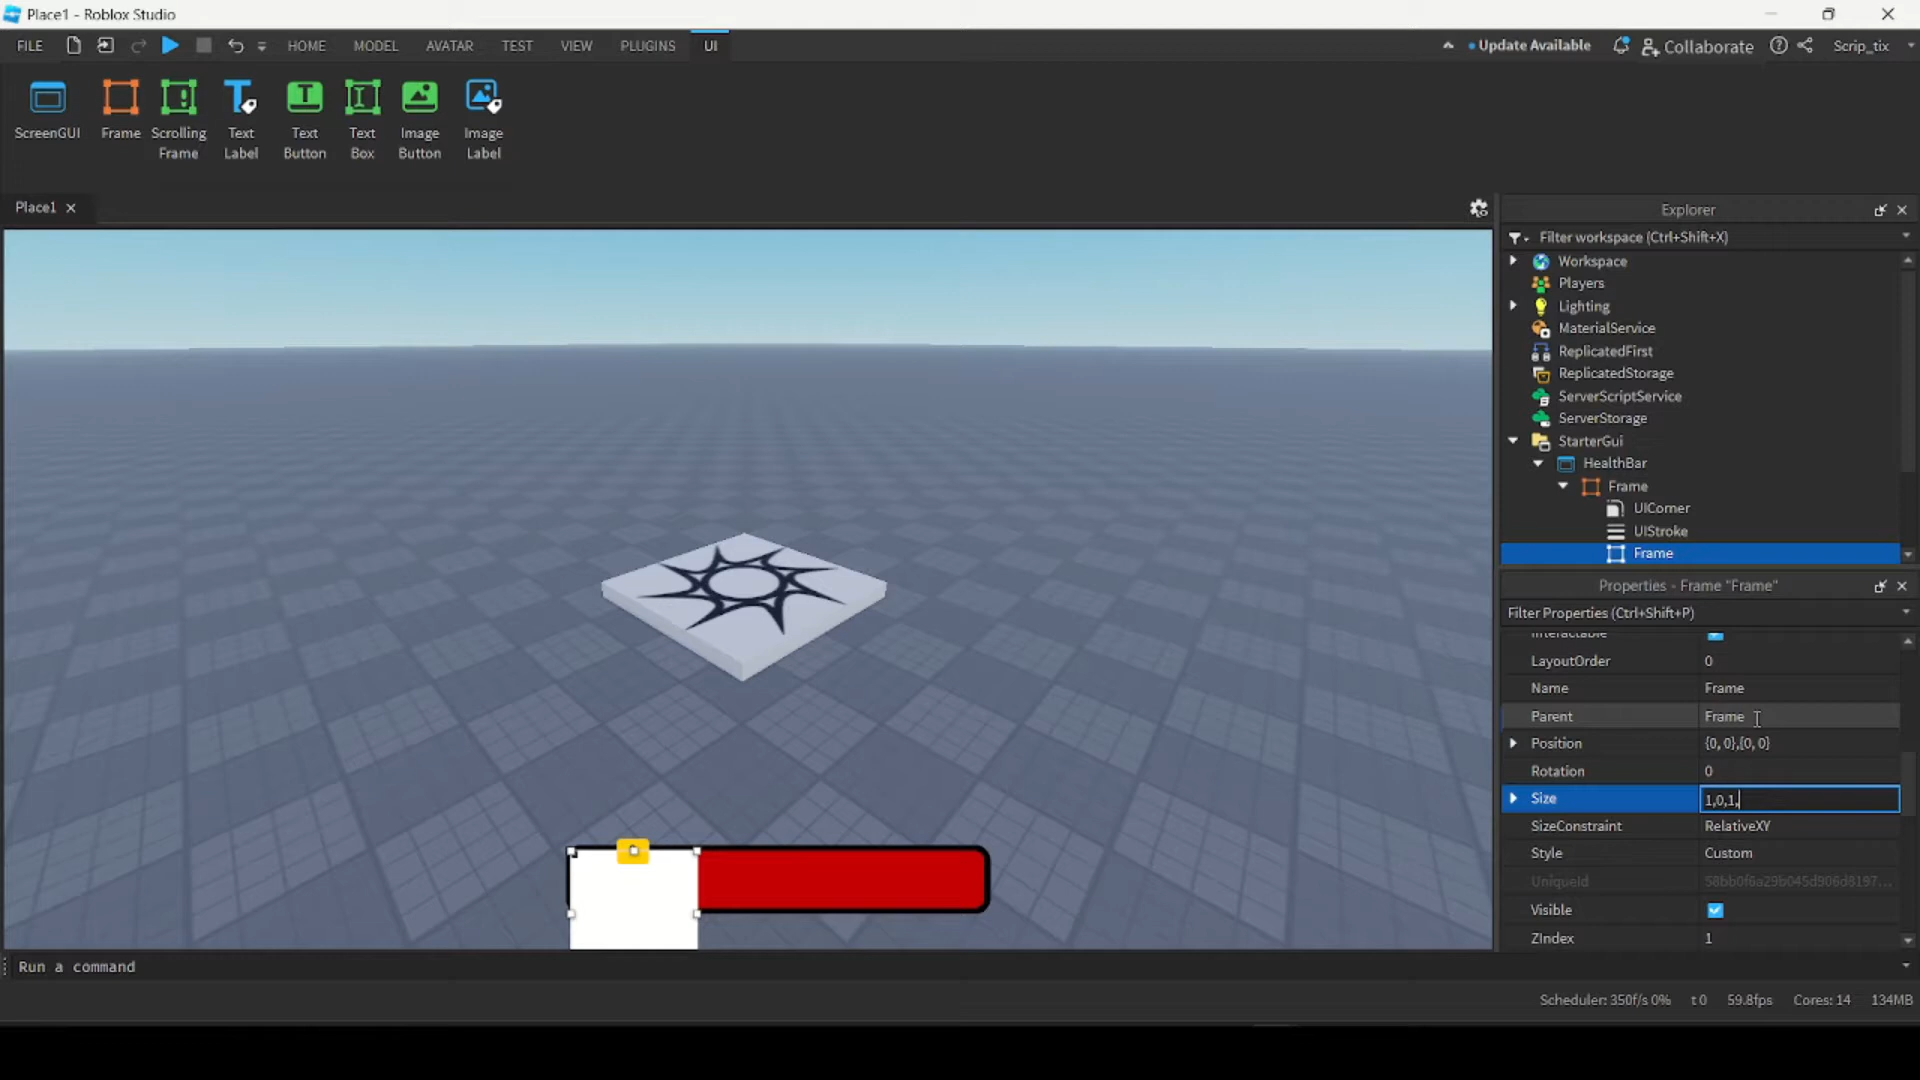 Place1 - Roblox Studio
FILE HOME MODEL AVATAR TEST VIEW PLUGINS UI Update Available Collaborate Scrip_tix
ScreenGUI Frame Scrolling Frame Text Label Text Button Text Box Image Button Image Label
Place1
Explorer
Filter workspace (Ctrl+Shift+X)
Workspace
Players
Lighting
MaterialService
ReplicatedFirst
ReplicatedStorage
ServerScriptService
ServerStorage
StarterGui
HealthBar
Frame
UICorner
UIStroke
Frame
Properties - Frame "Frame"
Filter Properties (Ctrl+Shift+P)
Interactable
LayoutOrder 0
Name Frame
Parent Frame
Position {0, 0},{0, 0}
Rotation 0
Size 1,0,1,
SizeConstraint RelativeXY
Style Custom
UniqueId 58bb0f6a29b045d906d8197...
Visible
ZIndex 1
Run a command
Scheduler: 350f/s 0% t 0 59.8fps Cores: 14 134MB